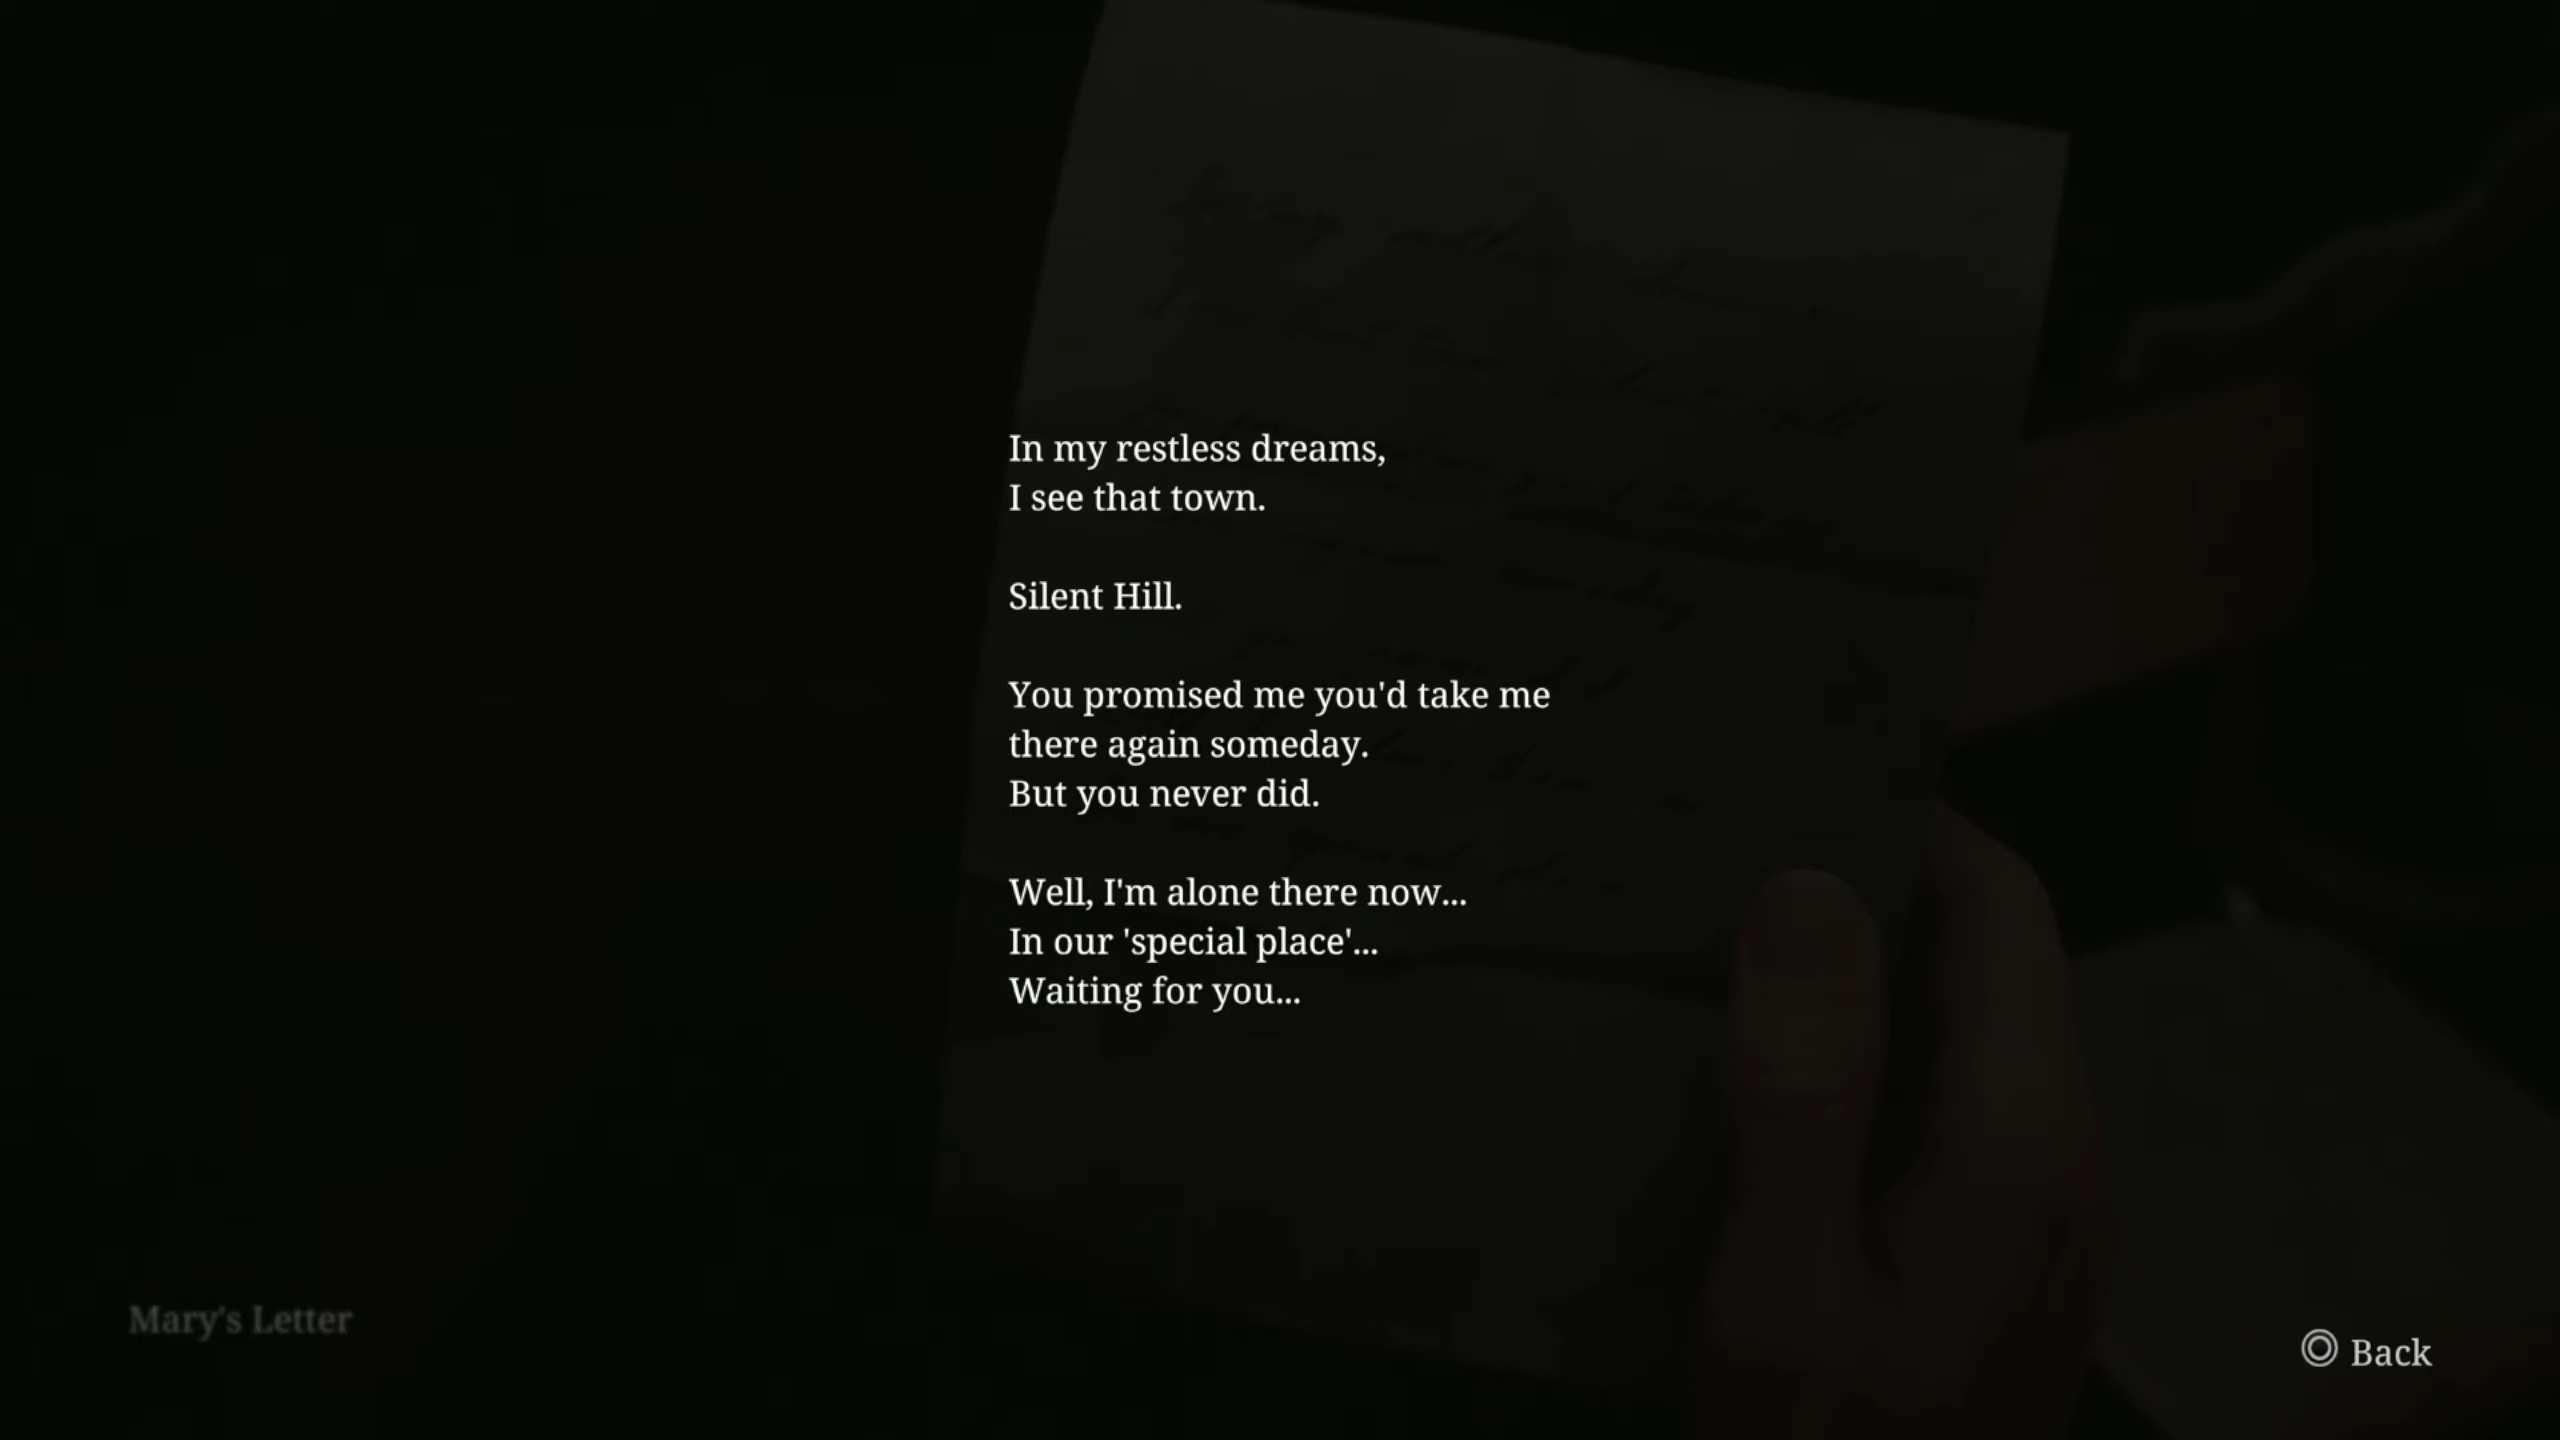 In my restless dreams,
I see that town.
Silent Hill.
You promised me you'd take me
there again someday.
But you never did.
Well, I'm alone there now...
In our 'special place'...
Waiting for you...
Mary's Letter
Back